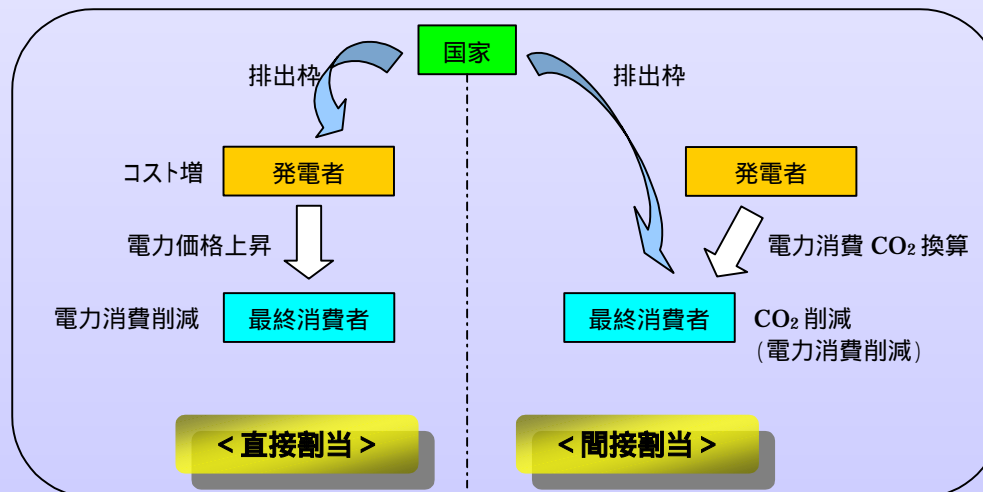 国家
排出枠
排出枠
コスト増
発電者
発電者
電力価格上昇
電力消費 CO₂ 換算
電力消費削減
最終消費者
最終消費者
CO₂ 削減
(電力消費削減)
<直接割当>
<間接割当>